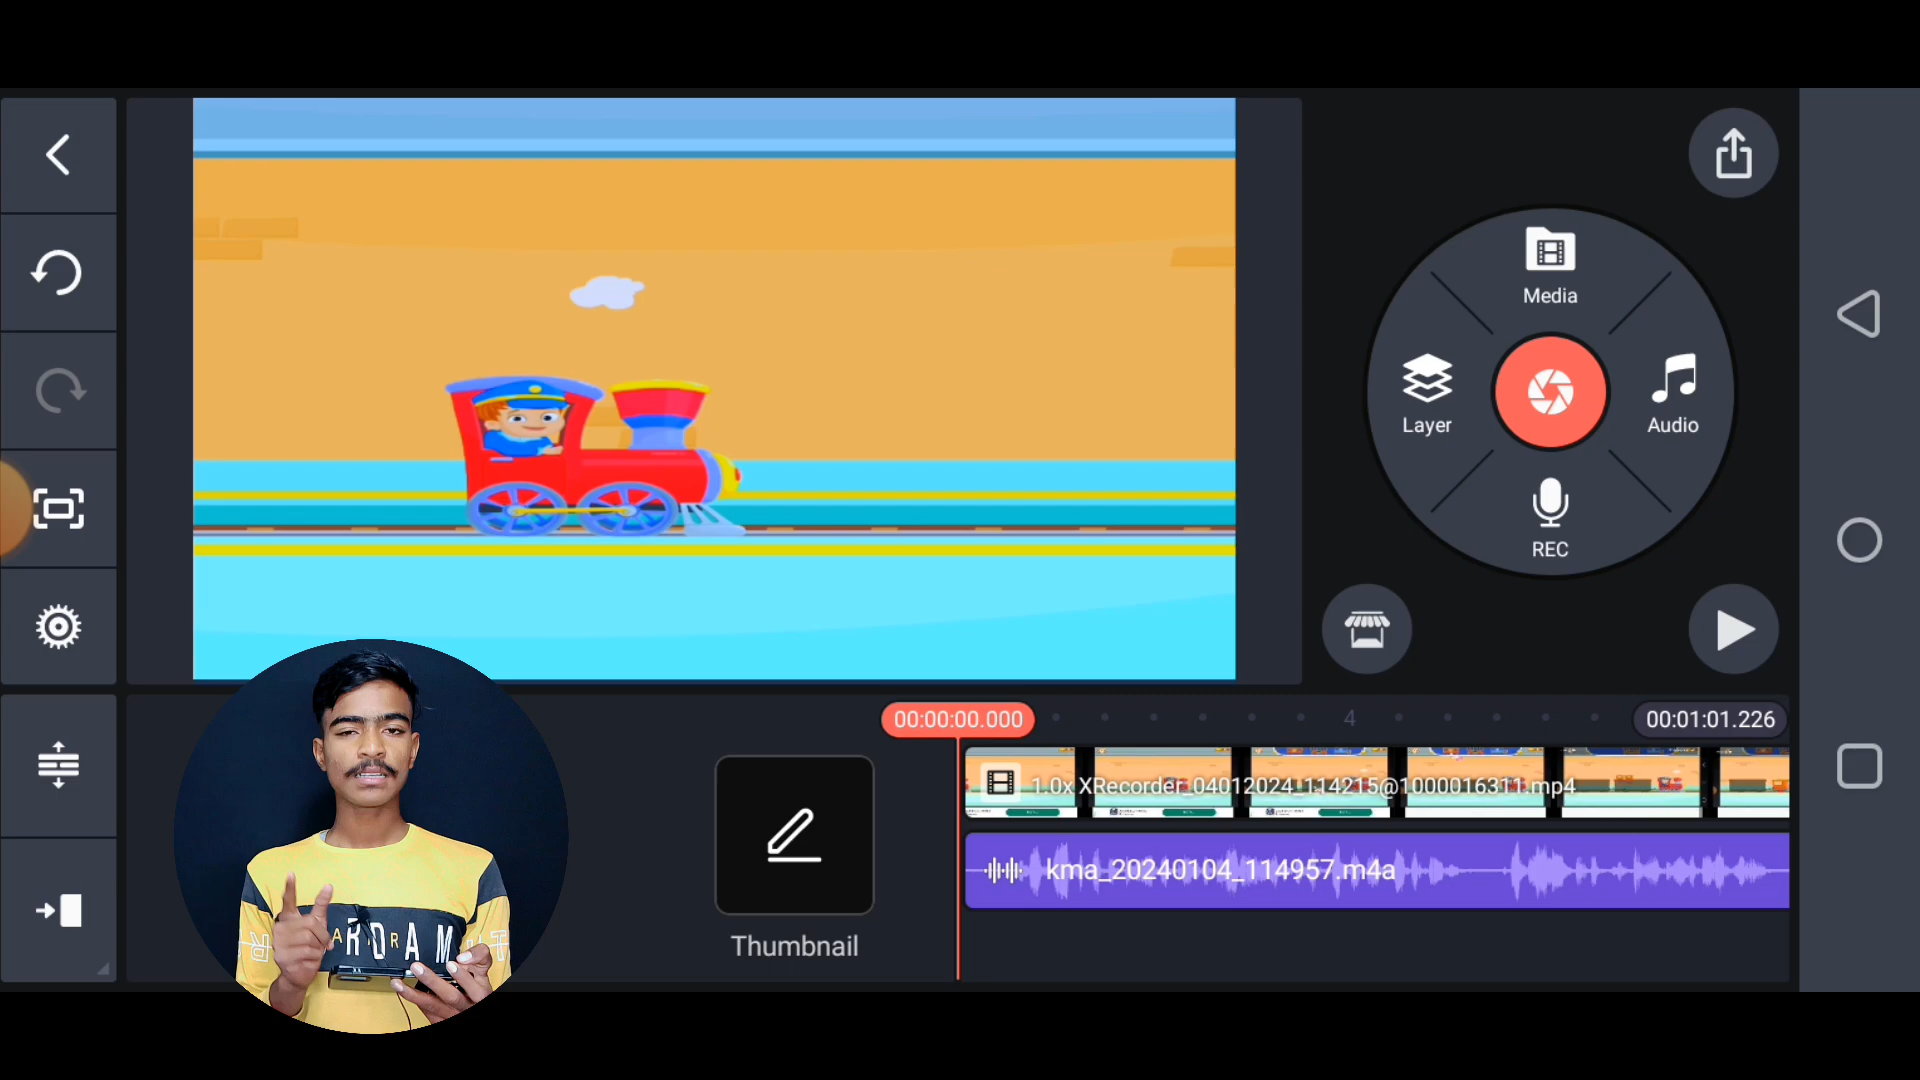 Media
Layer
Audio
REC
00:00:00.000
4
00:01:01.226
1.0x XRecorder_04012024_114215@1000016311.mp4
kma_20240104_114957.m4a
Thumbnail
ARDAM